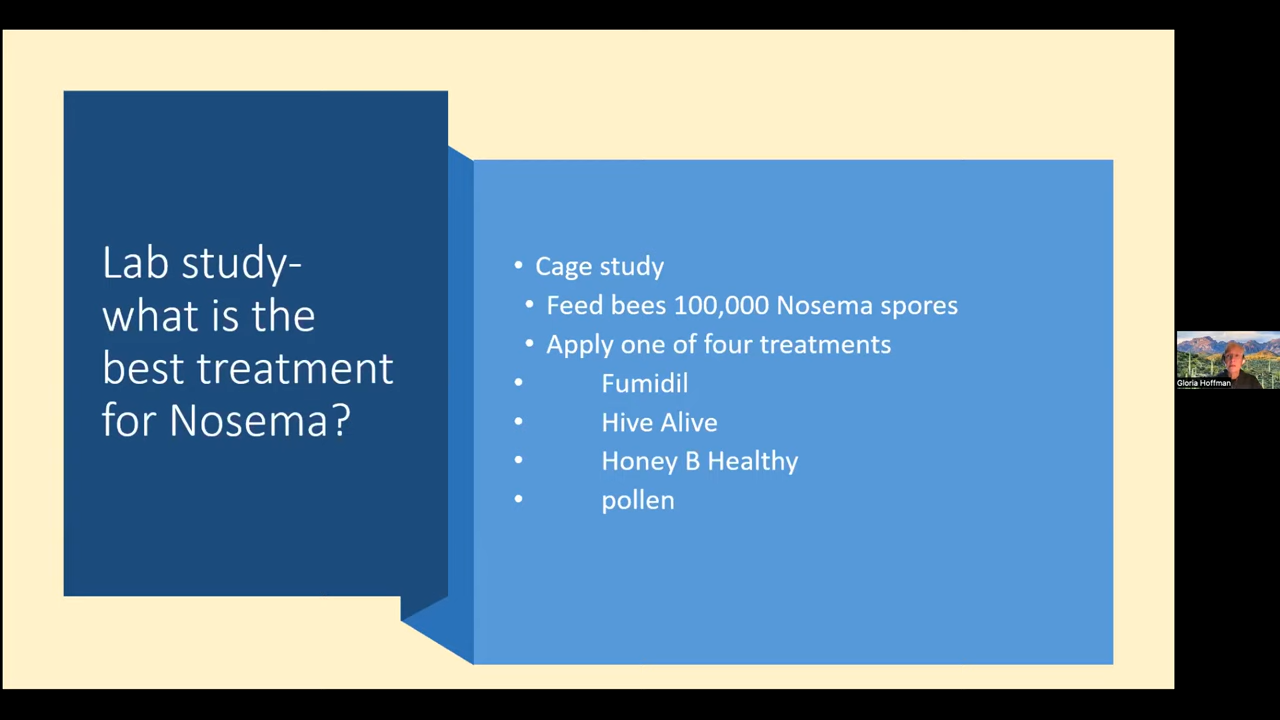 Lab study-
what is the
best treatment
for Nosema?
• Cage study
• Feed bees 100,000 Nosema spores
• Apply one of four treatments
• Fumidil
• Hive Alive
• Honey B Healthy
• pollen
Gloria Hoffman